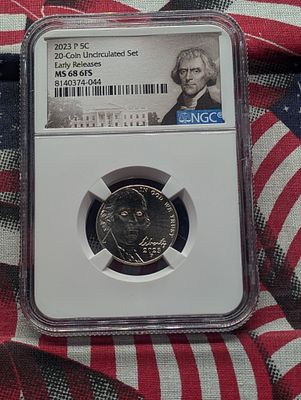 2023 P 5C
20-Coin Uncirculated Set
Early Releases
MS 68 6FS
8140374-044
NGC
IN GOD WE TRUST
Liberty
2023
P